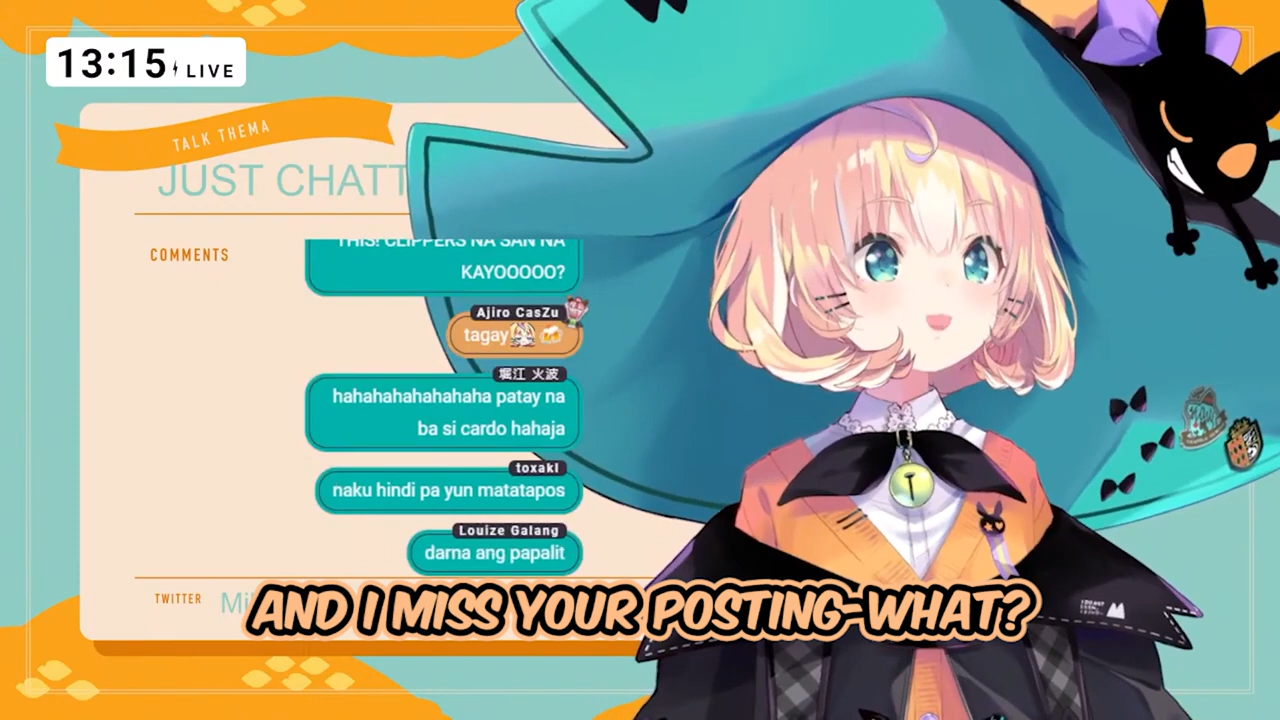 13:15 LIVE
TALK THEMA
JUST CHATT
COMMENTS
THIS! CLIPPERS NA SAN NA
KAYOOOOO?
Ajiro CasZu
tagay
堀江 火波
hahahahahahahaha patay na
ba si cardo hahaja
toxaki
naku hindi pa yun matatapos
Louize Galang
darna ang papalit
TWITTER
AND I MISS YOUR POSTING-WHAT?